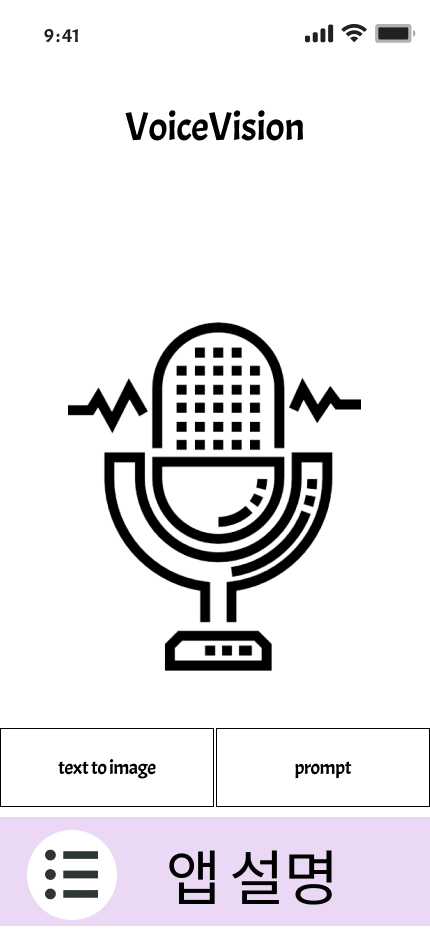 9:41
VoiceVision
text to image
prompt
앱 설명